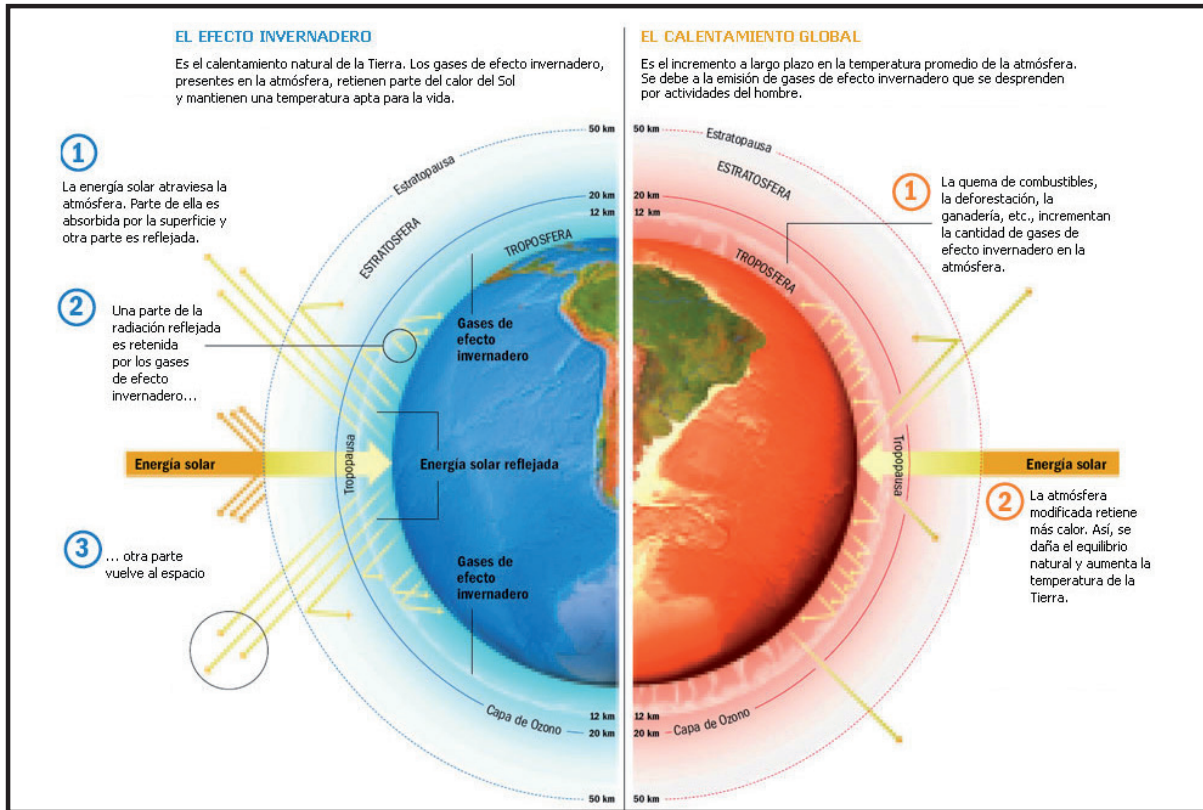 EL EFECTO INVERNADERO
Es el calentamiento natural de la Tierra. Los gases de efecto invernadero,
presentes en la atmósfera, retienen parte del calor del Sol
y mantienen una temperatura apta para la vida.
1
La energía solar atraviesa la
atmósfera. Parte de ella es
absorbida por la superficie y
otra parte es reflejada.
2
Una parte de la
radiación reflejada
es retenida
por los gases
de efecto
invernadero...
Energía solar
3
... otra parte
vuelve al espacio
50 km
Estratopausa
20 km
12 km
ESTRATOSFERA
TROPOSFERA
Gases de
efecto
invernadero
Tropopausa
Energía solar reflejada
Gases de
efecto
invernadero
Capa de Ozono
12 km
20 km
50 km
EL CALENTAMIENTO GLOBAL
Es el incremento a largo plazo en la temperatura promedio de la atmósfera.
Se debe a la emisión de gases de efecto invernadero que se desprenden
por actividades del hombre.
50 km
Estratopausa
ESTRATOSFERA
20 km
12 km
TROPOSFERA
1
La quema de combustibles,
la deforestación, la
ganadería, etc., incrementan
la cantidad de gases de
efecto invernadero en la
atmósfera.
Tropopausa
Energía solar
2
La atmósfera
modificada retiene
más calor. Así, se
daña el equilibrio
natural y aumenta la
temperatura de la
Tierra.
12 km
20 km
Capa de Ozono
50 km